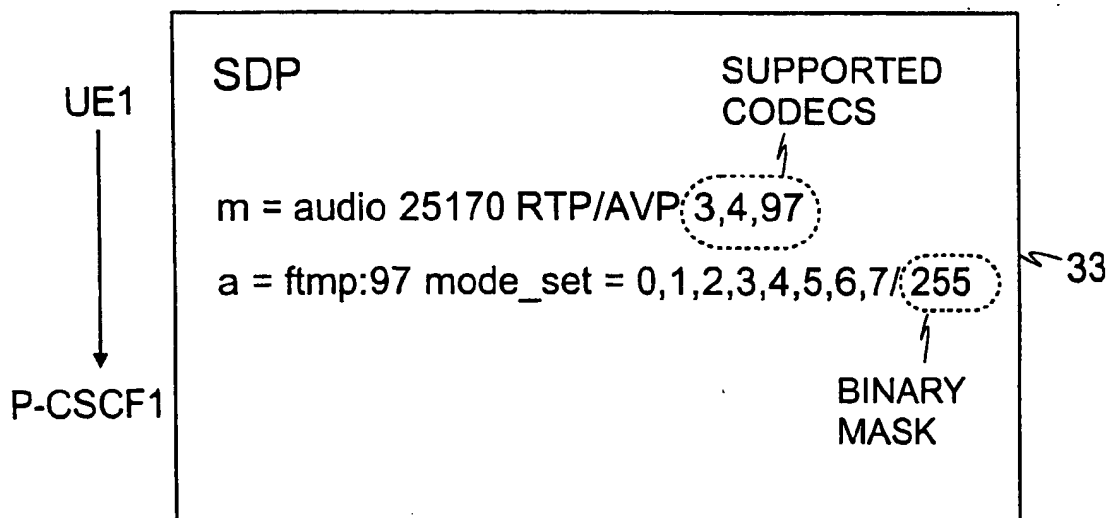 SDP
SUPPORTED
CODECS
UE1
m = audio 25170 RTP/AVP 3,4,97
a = ftmp:97 mode_set = 0,1,2,3,4,5,6,7/ 255
33
P-CSCF1
BINARY
MASK